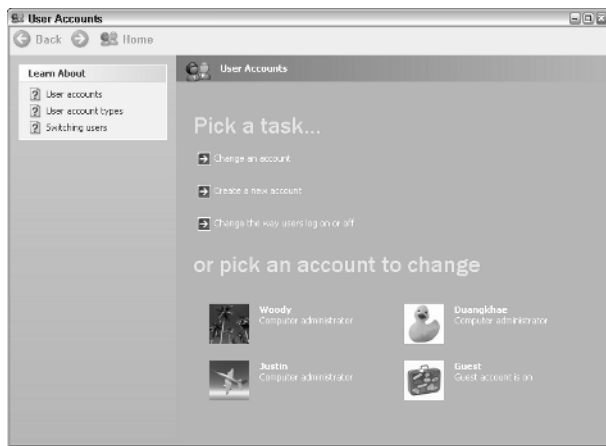 User Accounts
Back Home
Learn About
User accounts
User account types
Switching users
User Accounts
Pick a task...
Change an account
Create a new account
Change the way users log on or off
or pick an account to change
Woody
Computer administrator
Duangkhae
Computer administrator
Justin
Computer administrator
Guest
Guest account is on